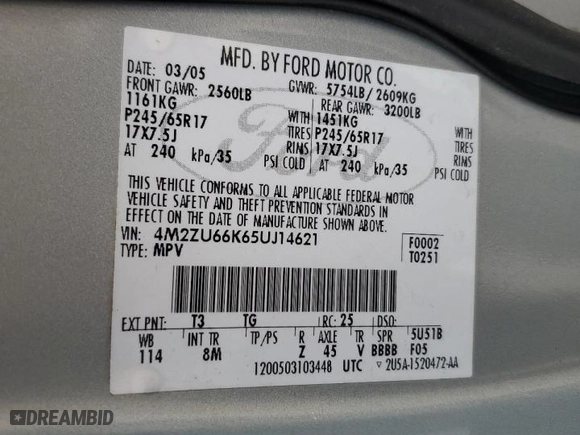 MFD. BY FORD MOTOR CO.
DATE: 03/05 GVWR: 5754LB/ 2609KG
FRONT GAWR: 2560LB REAR GAWR: 3200LB
1161KG WITH 1451KG WITH
P245/65R17 TIRES P245/65R17 TIRES
17X7.5J RIMS 17X7.5J RIMS
AT 240 kPa/35 PSI COLD AT 240 kPa/35 PSI COLD
THIS VEHICLE CONFORMS TO ALL APPLICABLE FEDERAL MOTOR
VEHICLE SAFETY AND THEFT PREVENTION STANDARDS IN
EFFECT ON THE DATE OF MANUFACTURE SHOWN ABOVE.
VIN: 4M2ZU66K65UJ14621 F0002
TYPE: MPV T0251
EXT PNT: T3 TG RC: 25 DSO:
WB INT TR TP/PS R AXLE TR SPR 5U51B
114 8M Z 45 V BBBB F05
1200503103448 UTC ▽ 2U5A-1520472-AA
Ford
DREAMBID